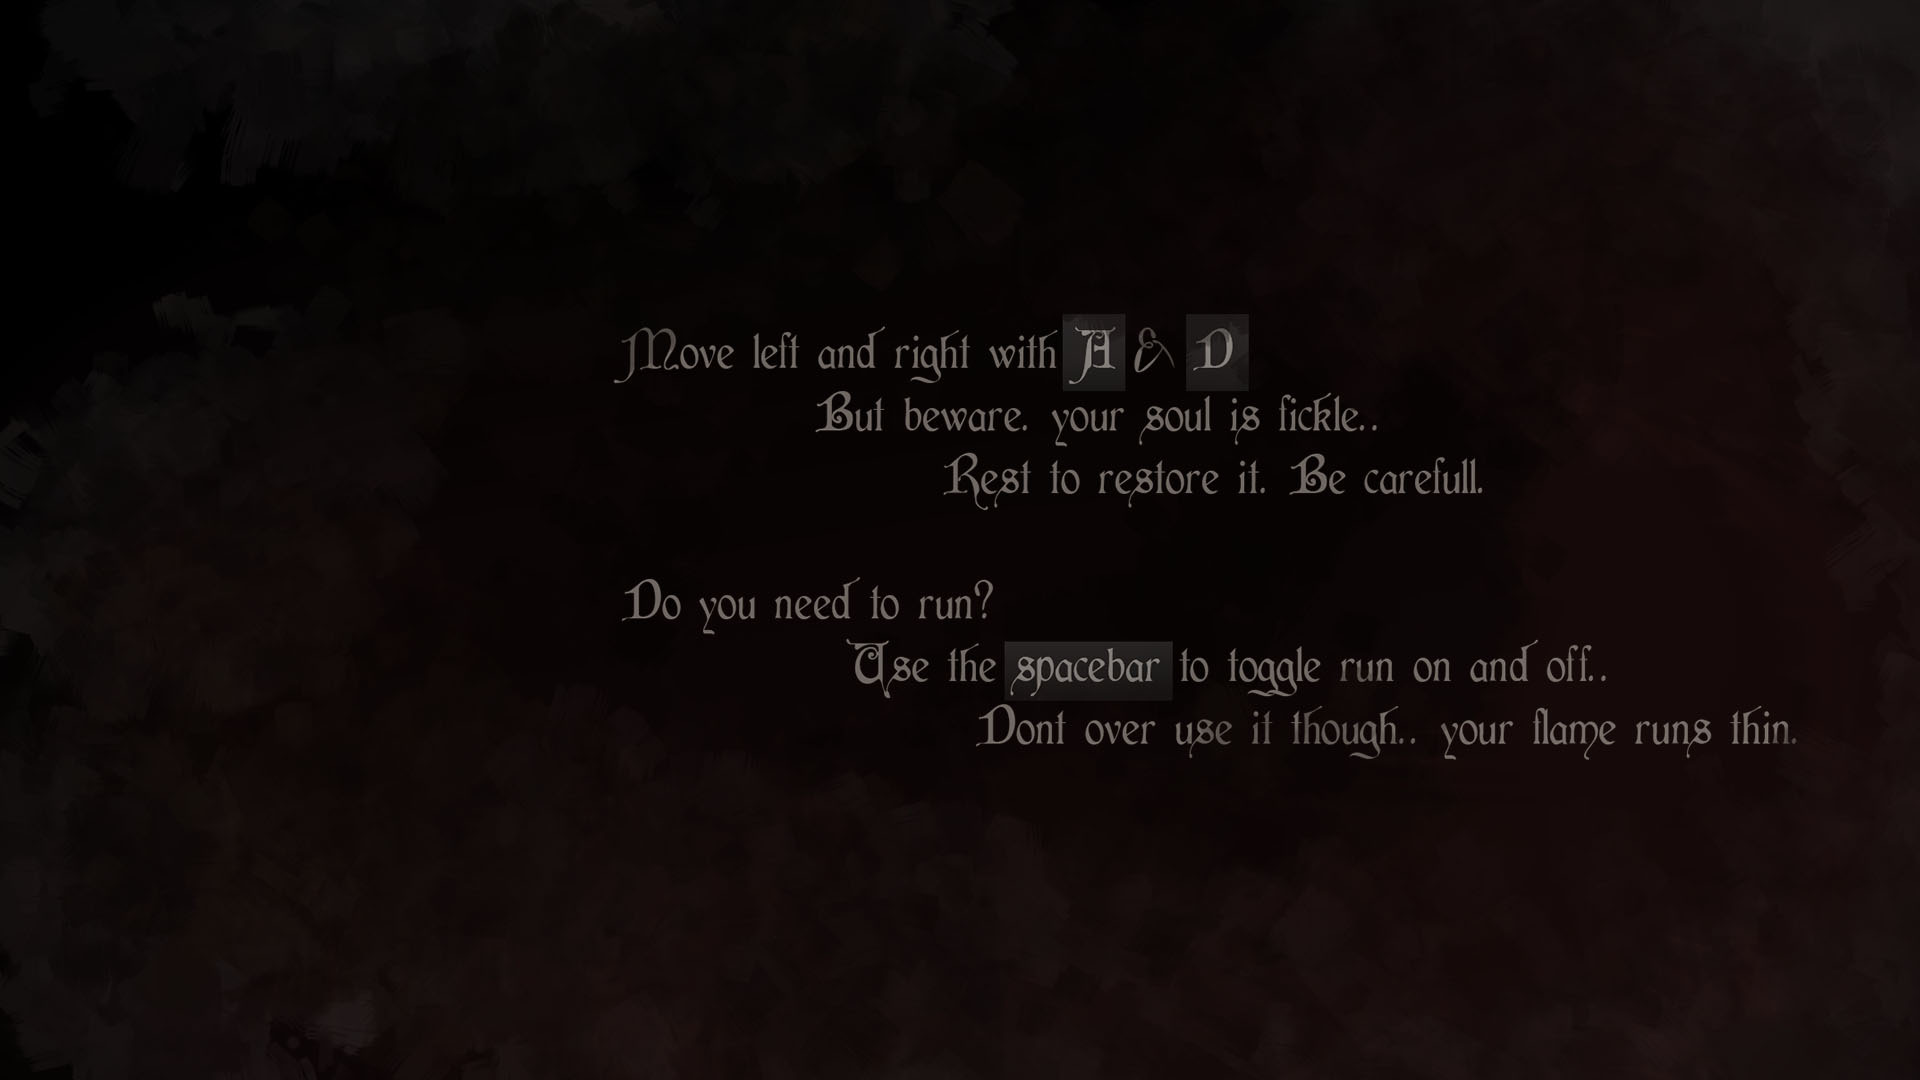 Move left and right with A & D
But beware. your soul is fickle..
Rest to restore it. Be carefull.
Do you need to run?
Use the spacebar to toggle run on and off..
Dont over use it though.. your flame runs thin.